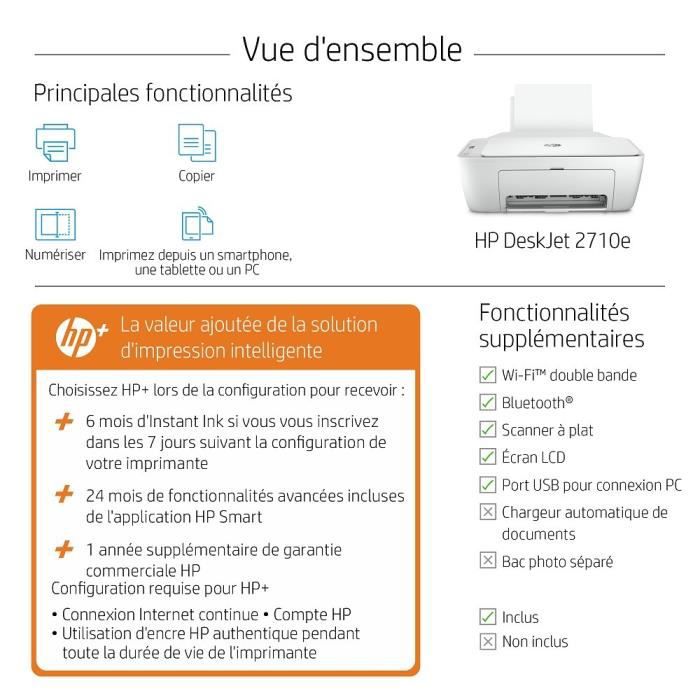 Vue d'ensemble
Principales fonctionnalités
Imprimer
Copier
Numériser
Imprimez depuis un smartphone,
une tablette ou un PC
hp
HP DeskJet 2710e
hp+
La valeur ajoutée de la solution
d'impression intelligente
Choisissez HP+ lors de la configuration pour recevoir :
+ 6 mois d'Instant Ink si vous vous inscrivez
dans les 7 jours suivant la configuration de
votre imprimante
+ 24 mois de fonctionnalités avancées incluses
de l'application HP Smart
+ 1 année supplémentaire de garantie
commerciale HP
Configuration requise pour HP+
• Connexion Internet continue • Compte HP
• Utilisation d'encre HP authentique pendant
toute la durée de vie de l'imprimante
Fonctionnalités
supplémentaires
Wi-Fi™ double bande
Bluetooth®
Scanner à plat
Écran LCD
Port USB pour connexion PC
Chargeur automatique de
documents
Bac photo séparé
Inclus
Non inclus